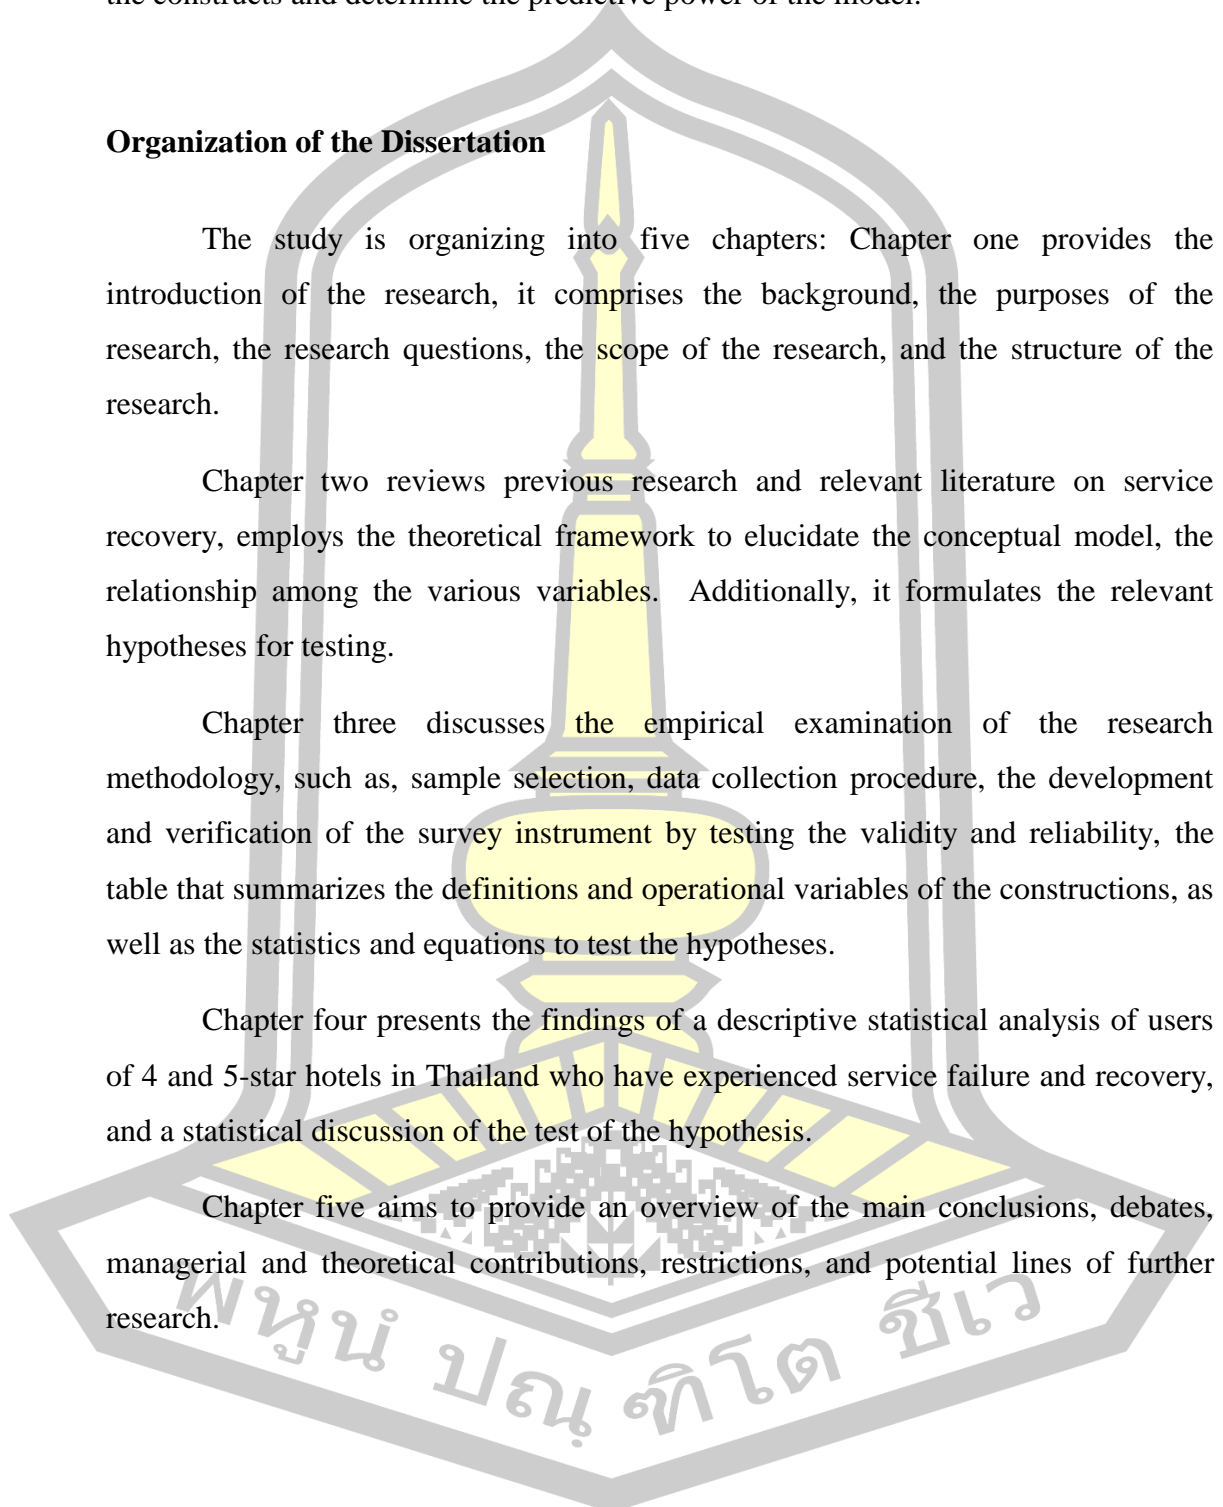 the constructs and determine the predictive power of the model.
Organization of the Dissertation
The study is organizing into five chapters: Chapter one provides the
introduction of the research, it comprises the background, the purposes of the
research, the research questions, the scope of the research, and the structure of the
research.
Chapter two reviews previous research and relevant literature on service
recovery, employs the theoretical framework to elucidate the conceptual model, the
relationship among the various variables. Additionally, it formulates the relevant
hypotheses for testing.
Chapter three discusses the empirical examination of the research
methodology, such as, sample selection, data collection procedure, the development
and verification of the survey instrument by testing the validity and reliability, the
table that summarizes the definitions and operational variables of the constructions, as
well as the statistics and equations to test the hypotheses.
Chapter four presents the findings of a descriptive statistical analysis of users
of 4 and 5-star hotels in Thailand who have experienced service failure and recovery,
and a statistical discussion of the test of the hypothesis.
Chapter five aims to provide an overview of the main conclusions, debates,
managerial and theoretical contributions, restrictions, and potential lines of further
research.
พหูนํ ปณฺฑิโต ชีเว